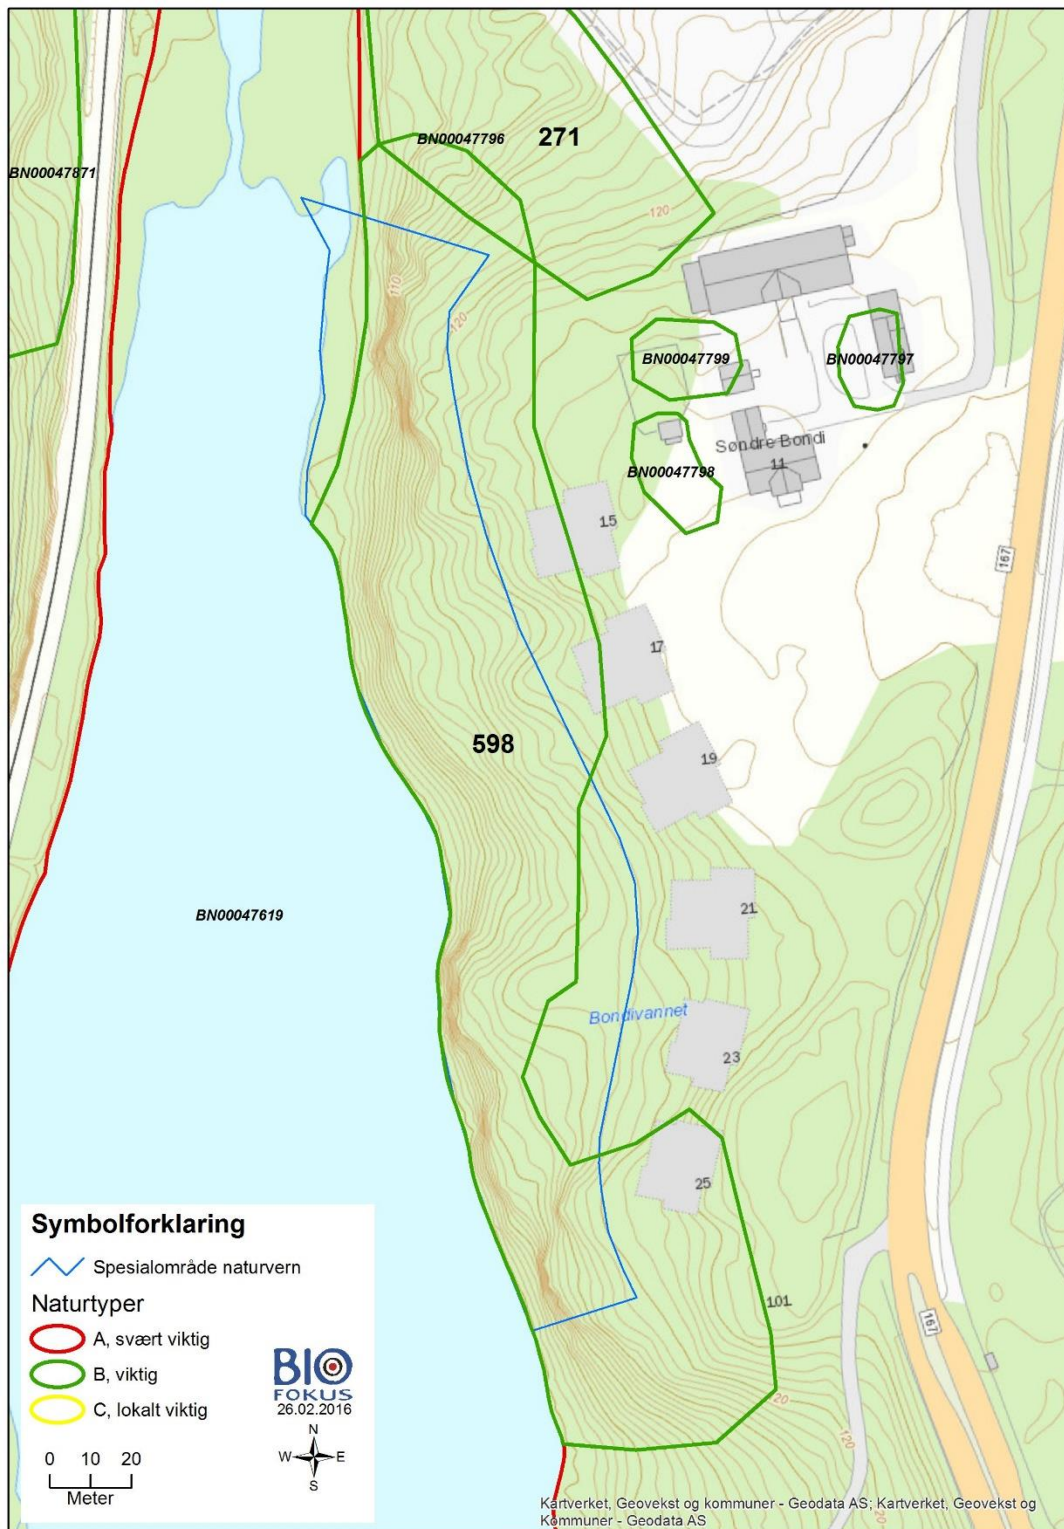 BN00047796
271
BN00047871
120
110
120
BN00047799
BN00047797
Søndre Bondi
11
BN00047798
15
167
17
598
19
21
BN00047619
Bondivannet
23
25
101
167
120
120
Symbolforklaring
Spesialområde naturvern
Naturtyper
A, svært viktig
B, viktig
C, lokalt viktig
BIO
FOKUS
26.02.2016
N
W E
S
0 10 20
Meter
Kartverket, Geovekst og kommuner - Geodata AS; Kartverket, Geovekst og
Kommuner - Geodata AS